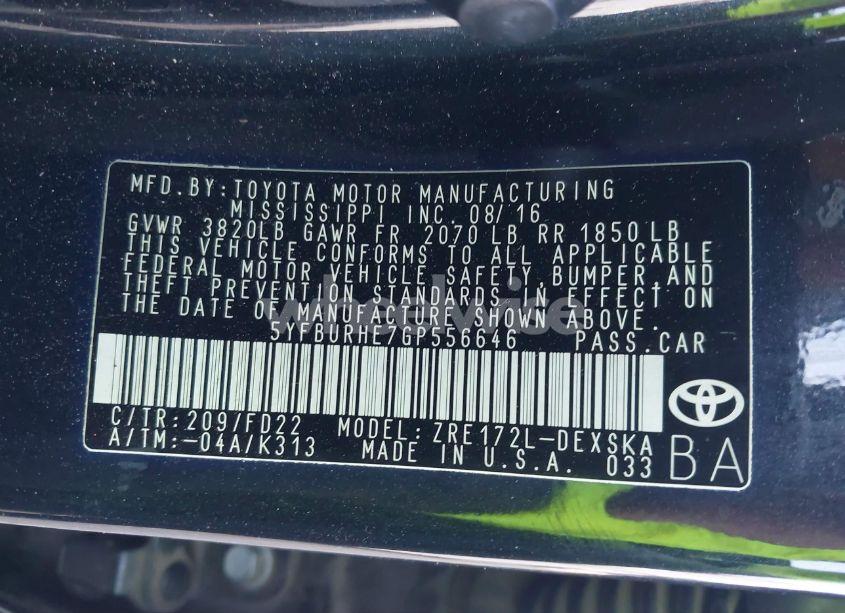 MFD.BY:TOYOTA MOTOR MANUFACTURING
MISSISSIPPI INC. 08/16
GVWR 3820LB GAWR FR 2070 LB RR 1850 LB
THIS VEHICLE CONFORMS TO ALL APPLICABLE
FEDERAL MOTOR VEHICLE SAFETY, BUMPER, AND
THEFT PREVENTION STANDARDS IN EFFECT ON
THE DATE OF MANUFACTURE SHOWN ABOVE.
wheelwise
5YFBURHE7GP556646 PASS.CAR
C/TR:209/FD22 MODEL:ZRE172L-DEXSKA
A/TM:-04A/K313 MADE IN U.S.A. 033
BA